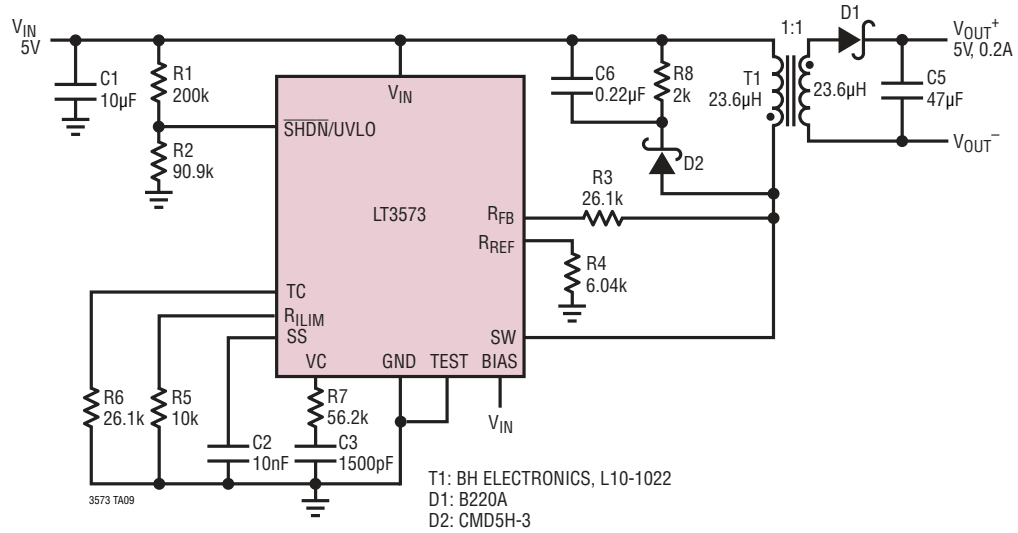 VIN
5V
C1
10µF
R1
200k
R2
90.9k
VIN
SHDN/UVLO
LT3573
RFB
RREF
TC
RILIM
SS
VC
GND
TEST
BIAS
SW
VIN
C6
0.22µF
R8
2k
D2
R3
26.1k
R4
6.04k
T1
23.6µH
1:1
23.6µH
D1
C5
47µF
VOUT+
5V, 0.2A
VOUT–
R6
26.1k
R5
10k
C2
10nF
R7
56.2k
C3
1500pF
3573 TA09
T1: BH ELECTRONICS, L10-1022
D1: B220A
D2: CMD5H-3